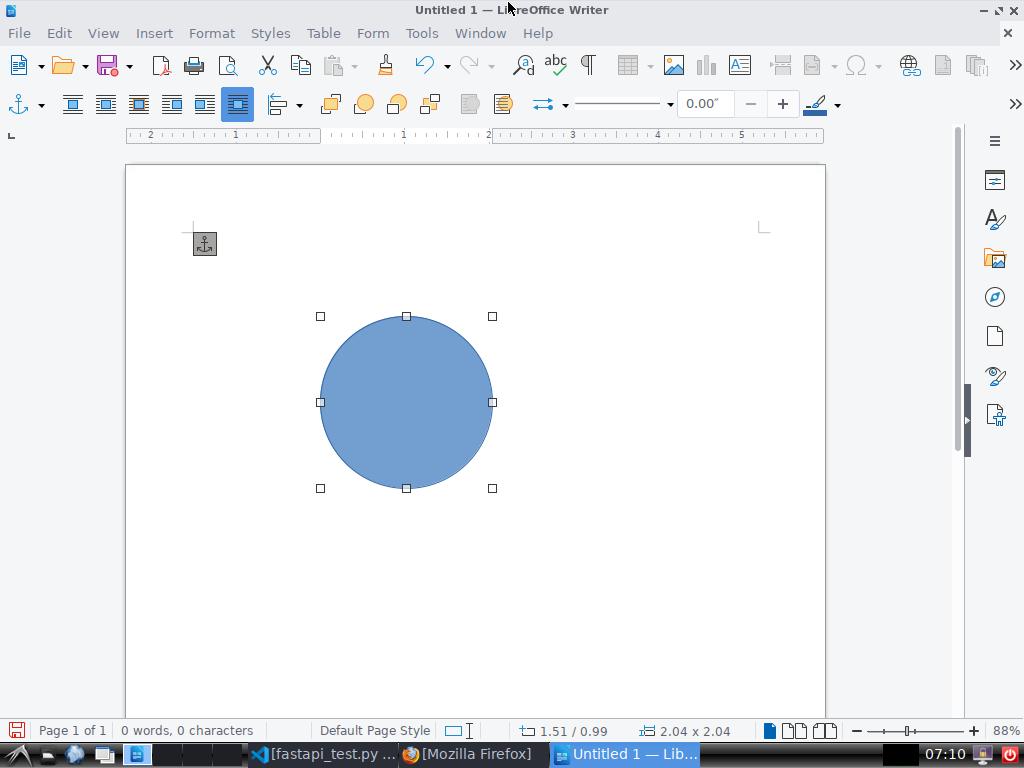 Untitled 1 — LibreOffice Writer
File Edit View Insert Format Styles Table Form Tools Window Help
0.00″
2 1 1 2 3 4 5
Page 1 of 1 0 words, 0 characters Default Page Style 1.51 / 0.99 2.04 x 2.04 88%
[fastapi_test.py ... [Mozilla Firefox] Untitled 1 — Lib... 07:10